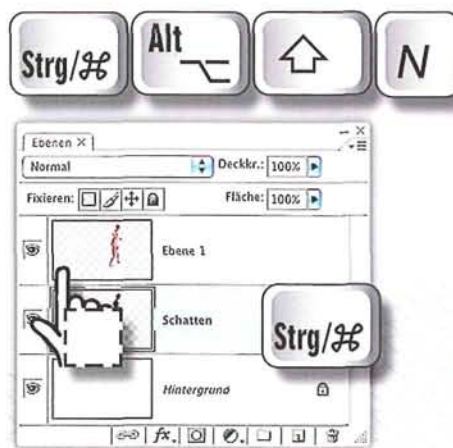 Strg/⌘ Alt ⌥ ⇧ N
Ebenen ×
Normal Deckkr.: 100%
Fixieren: Fläche: 100%
Ebene 1
Schatten
Strg/⌘
Hintergrund
fx.